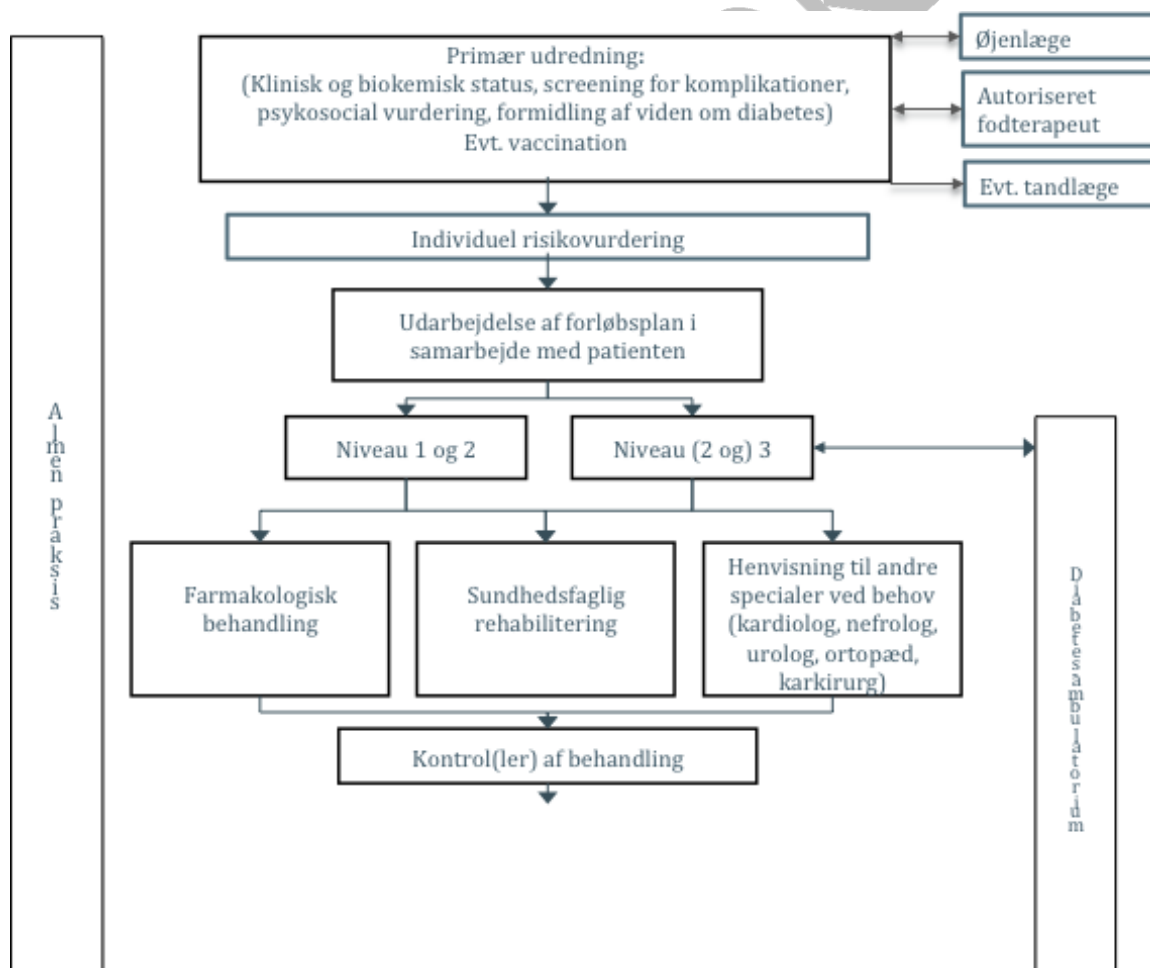 Primær udredning:
(Klinisk og biokemisk status, screening for komplikationer,
psykosocial vurdering, formidling af viden om diabetes)
Evt. vaccination
Øjenlæge
Autoriseret
fodterapeut
Evt. tandlæge
Individuel risikovurdering
Udarbejdelse af forløbsplan i
samarbejde med patienten
Almen praksis
Niveau 1 og 2
Niveau (2 og) 3
Farmakologisk
behandling
Sundhedsfaglig
rehabilitering
Henvisning til andre
specialer ved behov
(kardiolog, nefrolog,
urolog, ortopæd,
karkirurg)
Diabetesambulatorium
Kontrol(ler) af behandling